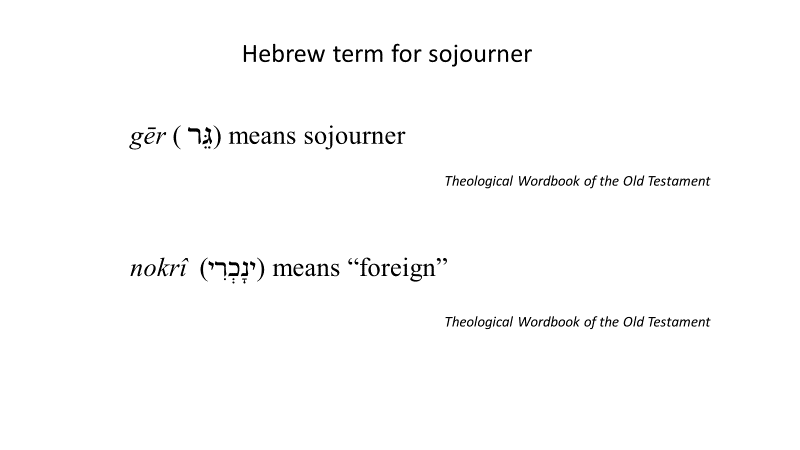 Hebrew term for sojourner
gēr ( גֵּר) means sojourner
Theological Wordbook of the Old Testament
nokrî (ינָכְרִי) means “foreign”
Theological Wordbook of the Old Testament